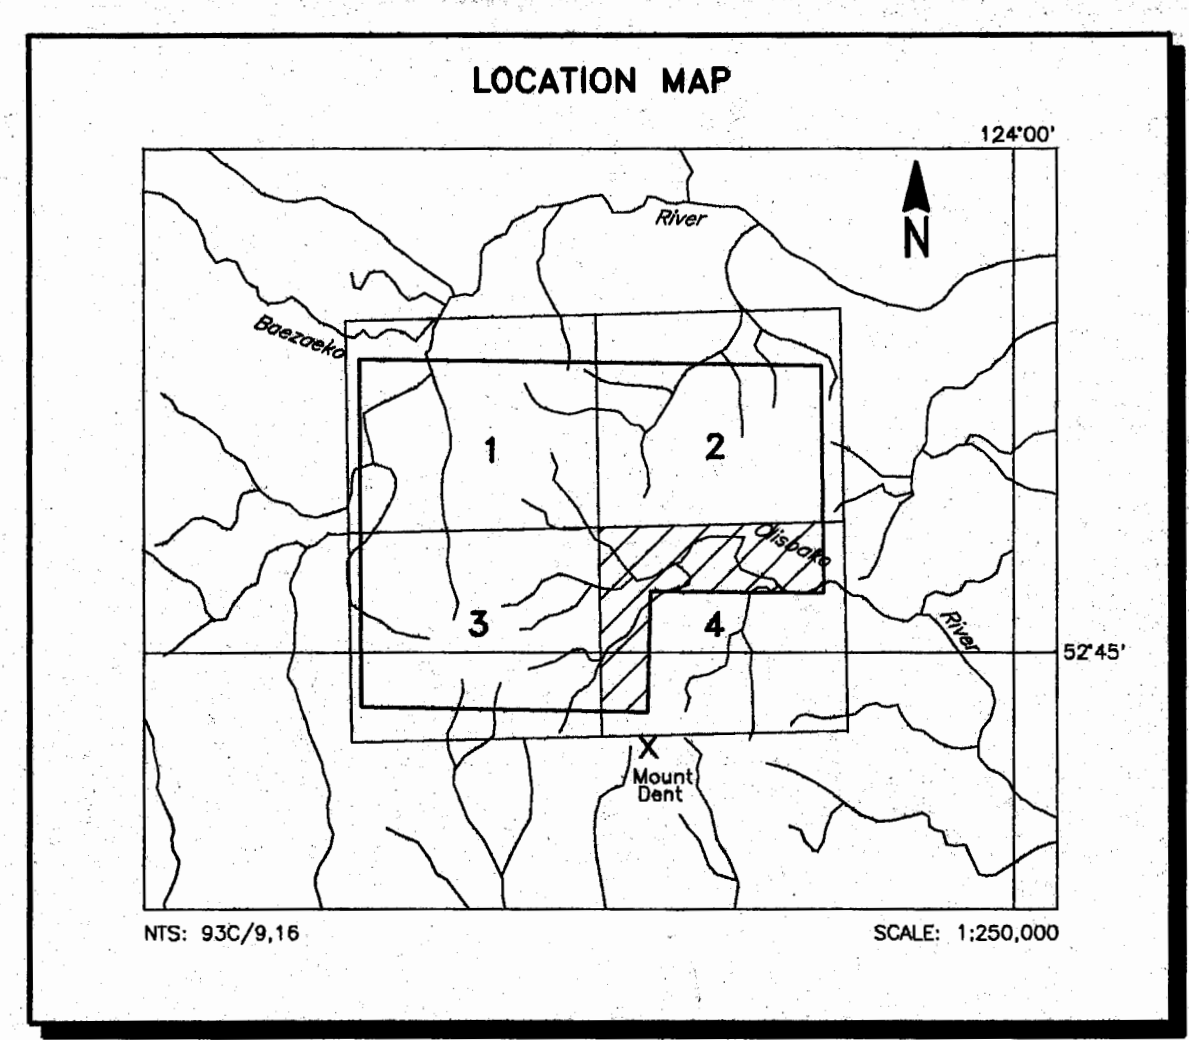 LOCATION MAP
124°00'
N
River
Baezaeko
1
2
Clisbako
3
4
River
52°45'
X
Mount
Dent
NTS: 93C/9,16
SCALE: 1:250,000